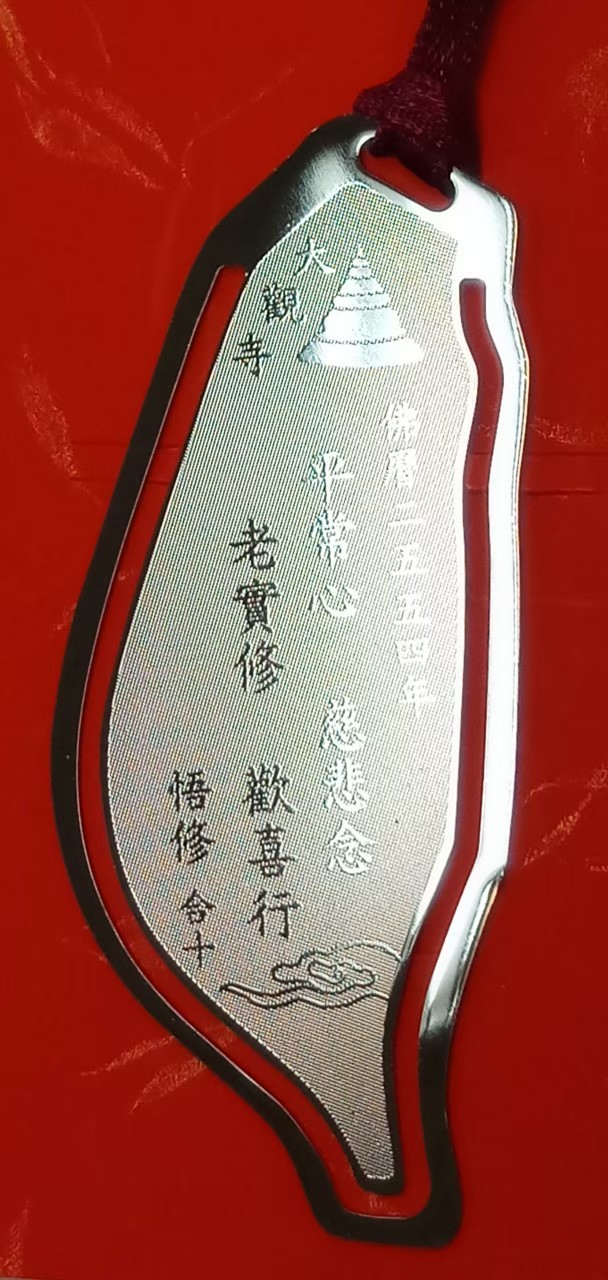 大觀寺
佛曆二五五四年
平常心 慈悲念
老實修 歡喜行
悟修 合十